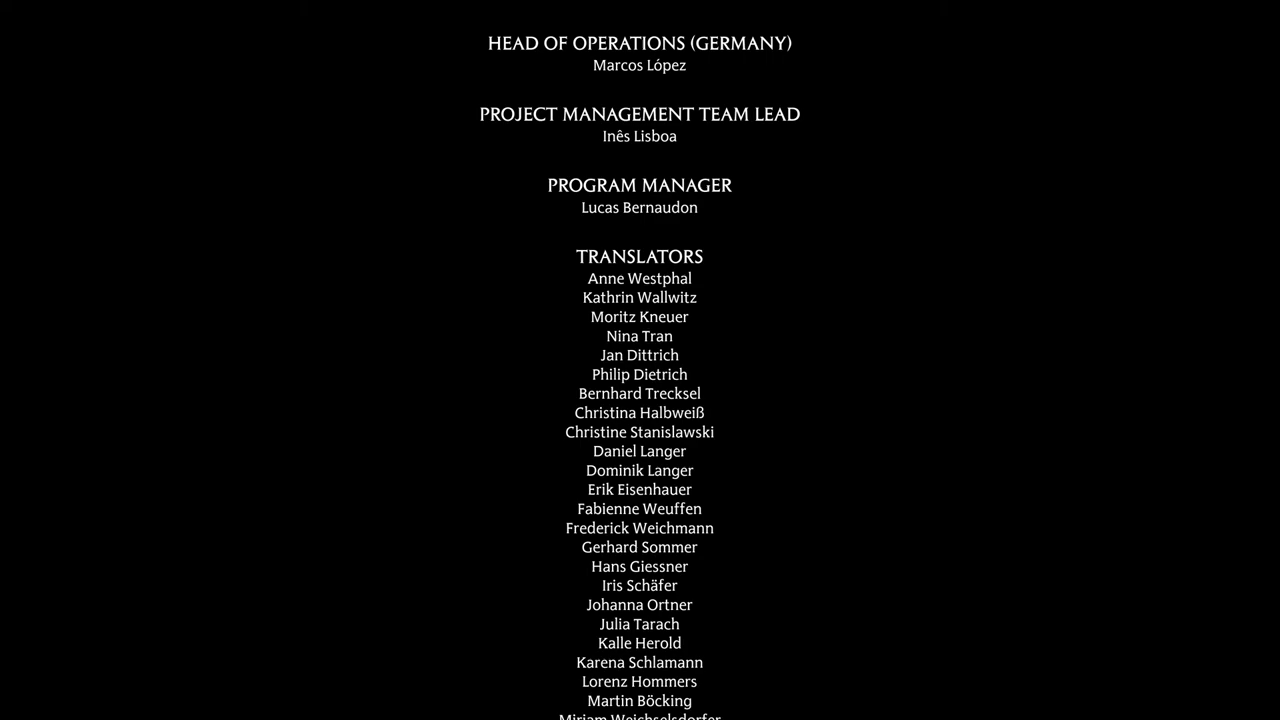 HEAD OF OPERATIONS (GERMANY)
Marcos López
PROJECT MANAGEMENT TEAM LEAD
Inês Lisboa
PROGRAM MANAGER
Lucas Bernaudon
TRANSLATORS
Anne Westphal
Kathrin Wallwitz
Moritz Kneuer
Nina Tran
Jan Dittrich
Philip Dietrich
Bernhard Trecksel
Christina Halbweiß
Christine Stanislawski
Daniel Langer
Dominik Langer
Erik Eisenhauer
Fabienne Weuffen
Frederick Weichmann
Gerhard Sommer
Hans Giessner
Iris Schäfer
Johanna Ortner
Julia Tarach
Kalle Herold
Karena Schlamann
Lorenz Hommers
Martin Böcking
Miriam Weichselsdorfer